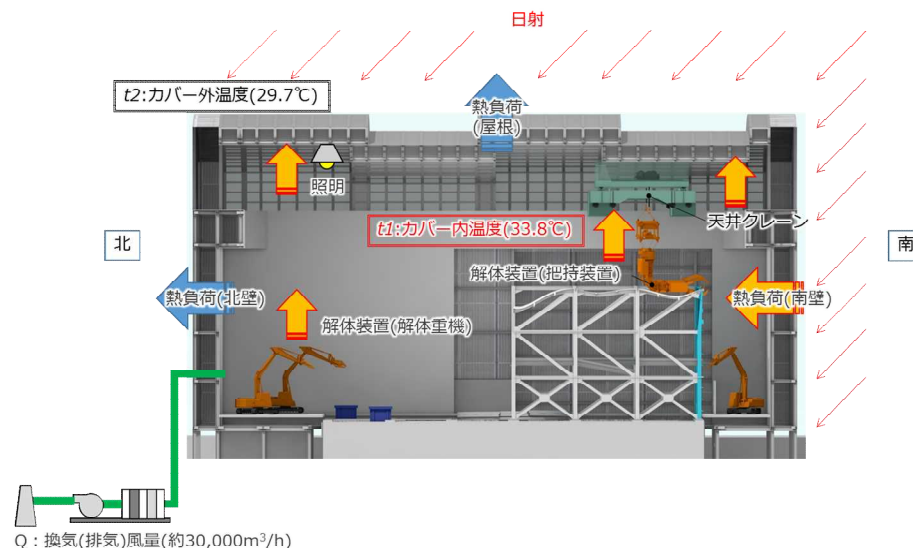 日射
t2:カバー外温度(29.7℃)
熱負荷
(屋根)
照明
天井クレーン
t1:カバー内温度(33.8℃)
北
南
解体装置(把持装置)
熱負荷(北壁)
熱負荷(南壁)
解体装置(解体重機)
Q：換気(排気)風量(約30,000m³/h)